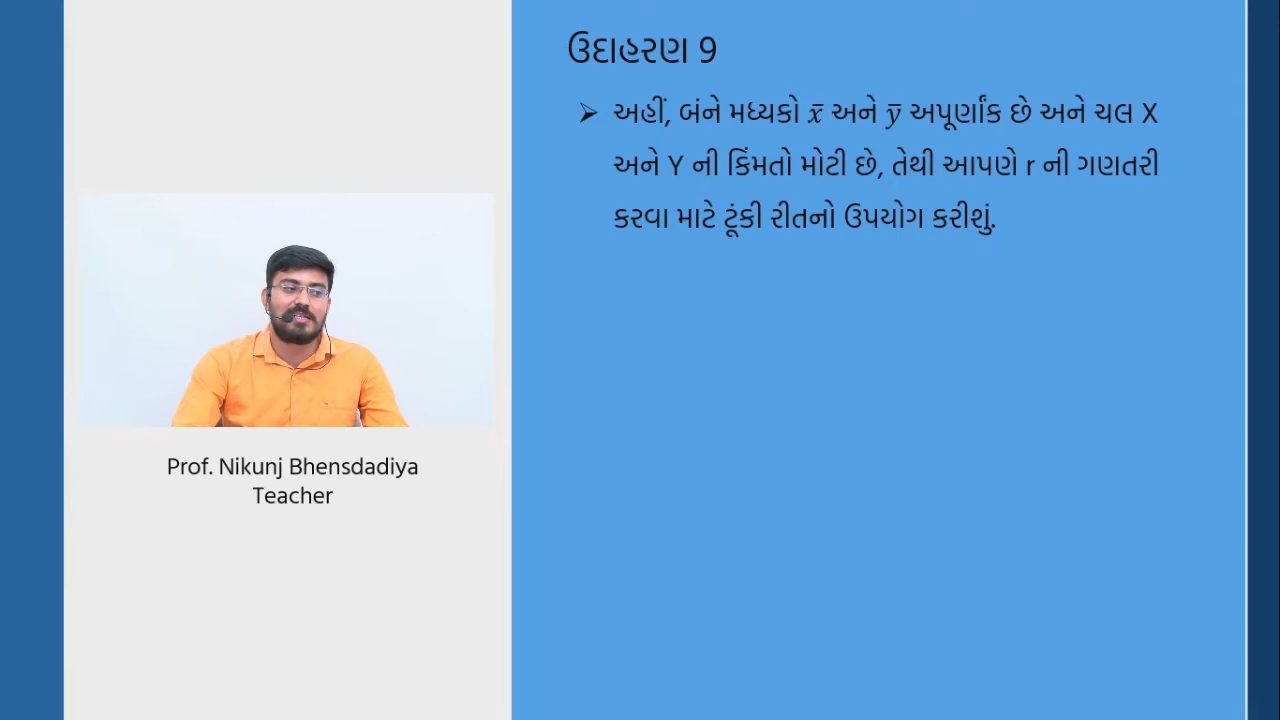 ઉદાહરણ 9
➢ અહીં, બંને મધ્યકો x̄ અને ȳ અપૂર્ણાંક છે અને ચલ X
અને Y ની કિંમતો મોટી છે, તેથી આપણે r ની ગણતરી
કરવા માટે ટૂંકી રીતનો ઉપયોગ કરીશું.
Prof. Nikunj Bhensdadiya
Teacher